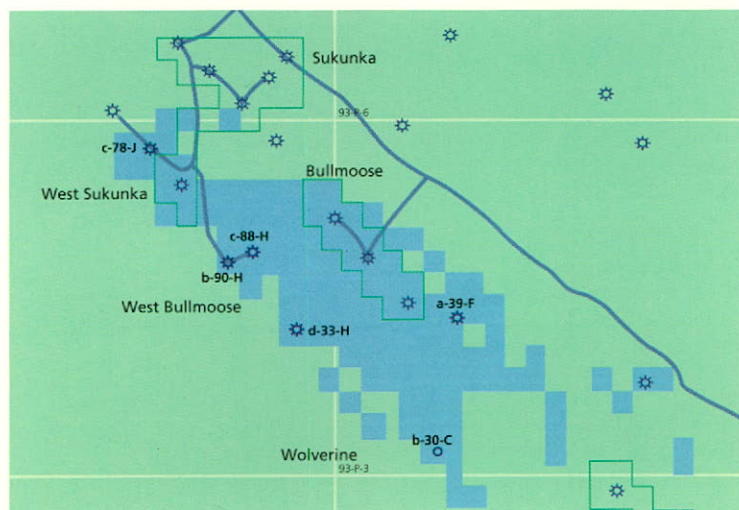 Sukunka
93-P-6
c-78-J
Bullmoose
West Sukunka
c-88-H
b-90-H
West Bullmoose
a-39-F
d-33-H
b-30-C
Wolverine
93-P-3